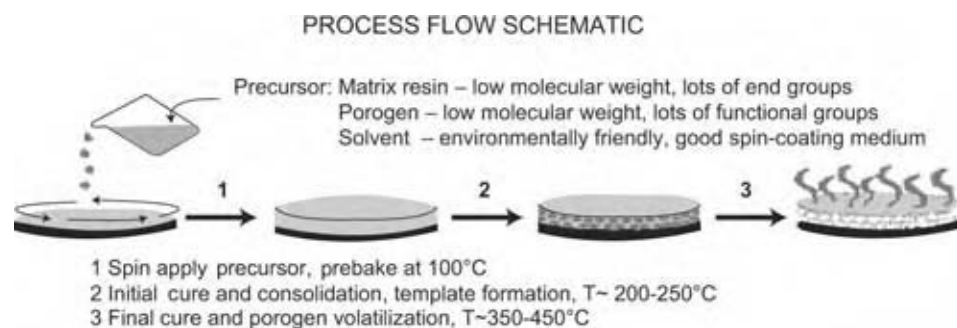 PROCESS FLOW SCHEMATIC
Precursor: Matrix resin – low molecular weight, lots of end groups
Porogen – low molecular weight, lots of functional groups
Solvent – environmentally friendly, good spin-coating medium
1 2 3
1 Spin apply precursor, prebake at 100°C
2 Initial cure and consolidation, template formation, T~ 200-250°C
3 Final cure and porogen volatilization, T~350-450°C